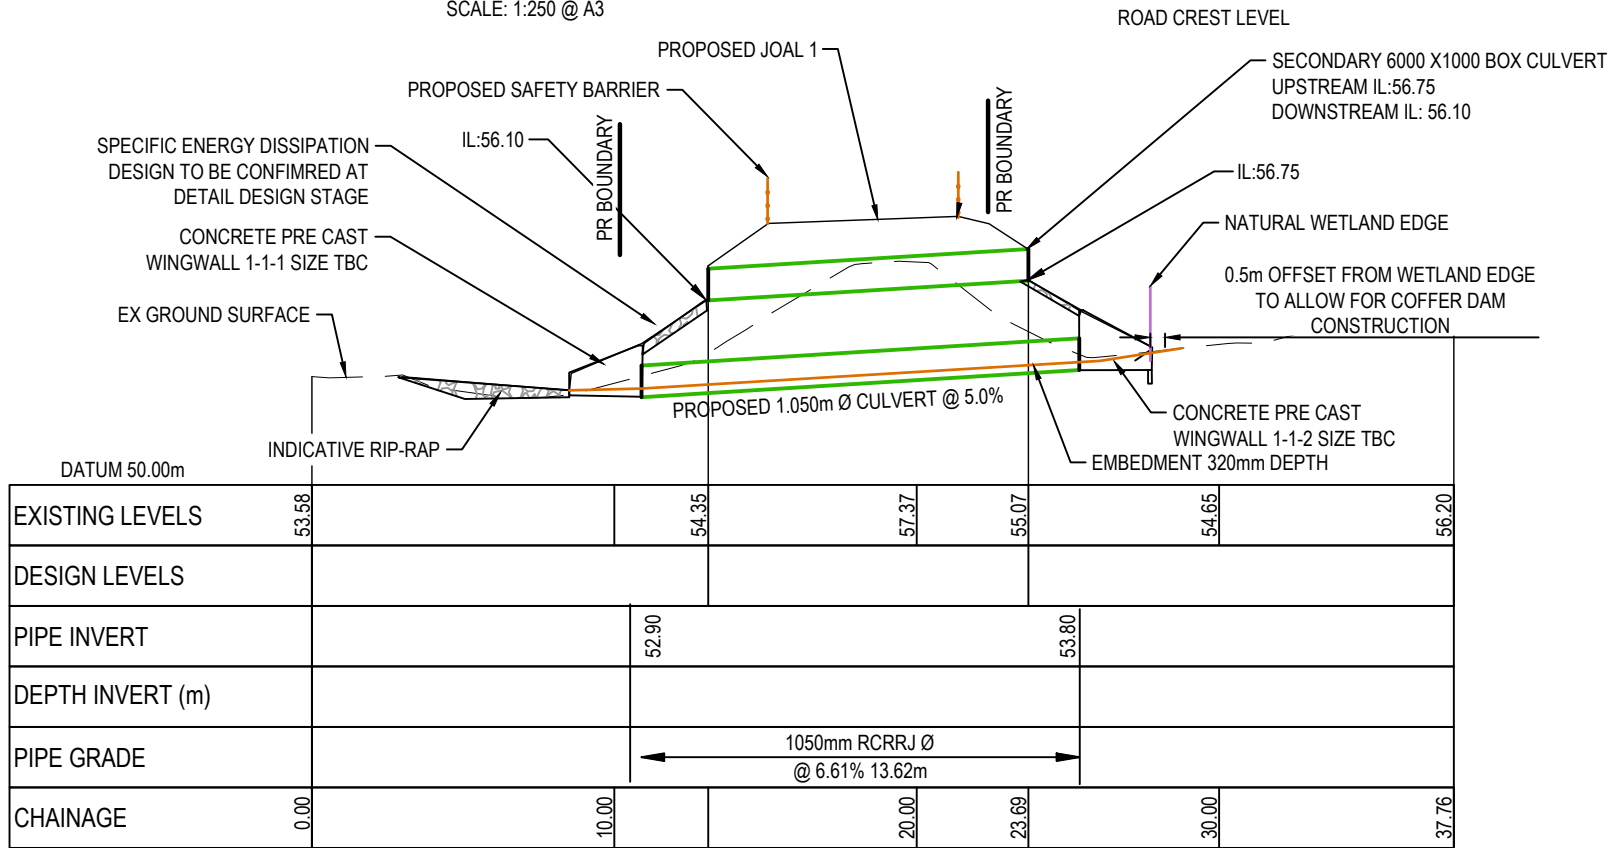 SCALE: 1:250 @ A3
ROAD CREST LEVEL
PROPOSED JOAL 1
SECONDARY 6000 X1000 BOX CULVERT
UPSTREAM IL:56.75
DOWNSTREAM IL: 56.10
PROPOSED SAFETY BARRIER
PR BOUNDARY
PR BOUNDARY
IL:56.10
SPECIFIC ENERGY DISSIPATION
DESIGN TO BE CONFIMRED AT
DETAIL DESIGN STAGE
IL:56.75
NATURAL WETLAND EDGE
CONCRETE PRE CAST
WINGWALL 1-1-1 SIZE TBC
0.5m OFFSET FROM WETLAND EDGE
TO ALLOW FOR COFFER DAM
CONSTRUCTION
EX GROUND SURFACE
PROPOSED 1.050m Ø CULVERT @ 5.0%
CONCRETE PRE CAST
WINGWALL 1-1-2 SIZE TBC
INDICATIVE RIP-RAP
EMBEDMENT 320mm DEPTH
DATUM 50.00m
EXISTING LEVELS 53.58 54.35 57.37 55.07 54.65 56.20
DESIGN LEVELS
PIPE INVERT 52.90 53.80
DEPTH INVERT (m)
PIPE GRADE
1050mm RCRRJ Ø
@ 6.61% 13.62m
CHAINAGE 0.00 10.00 20.00 23.69 30.00 37.76